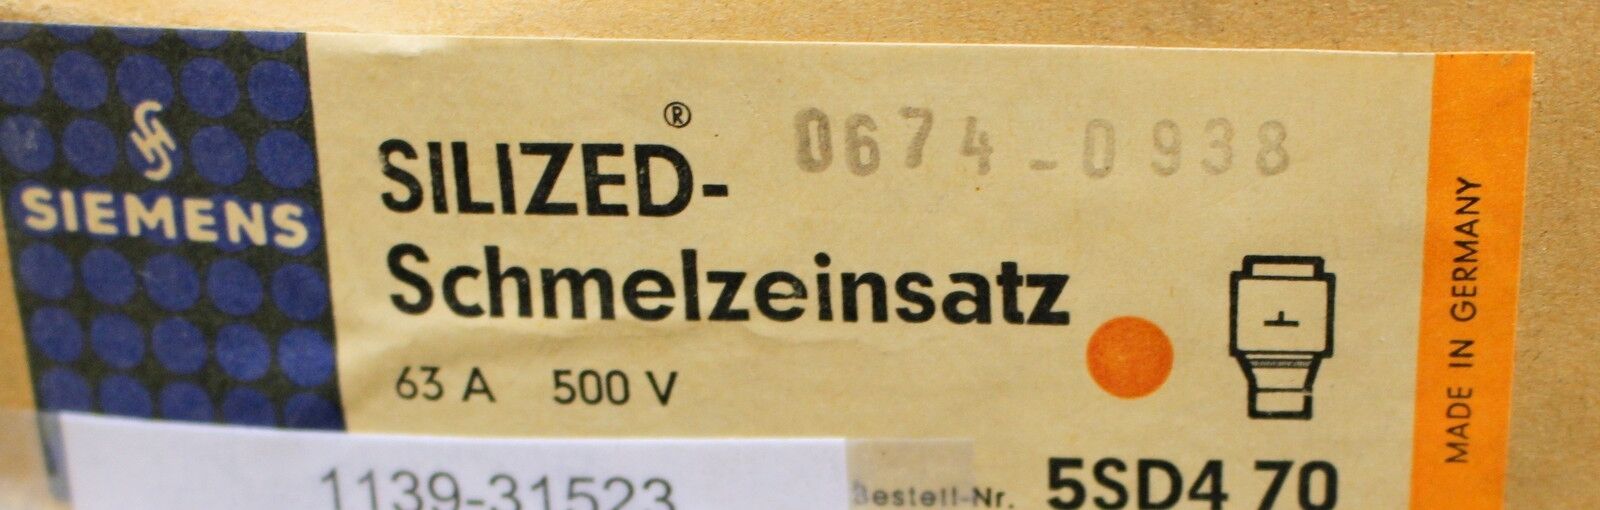 SIEMENS
SILIZED®-
0674-0938
Schmelzeinsatz
63 A 500 V
MADE IN GERMANY
1139-31523
Bestell-Nr. 5SD4 70